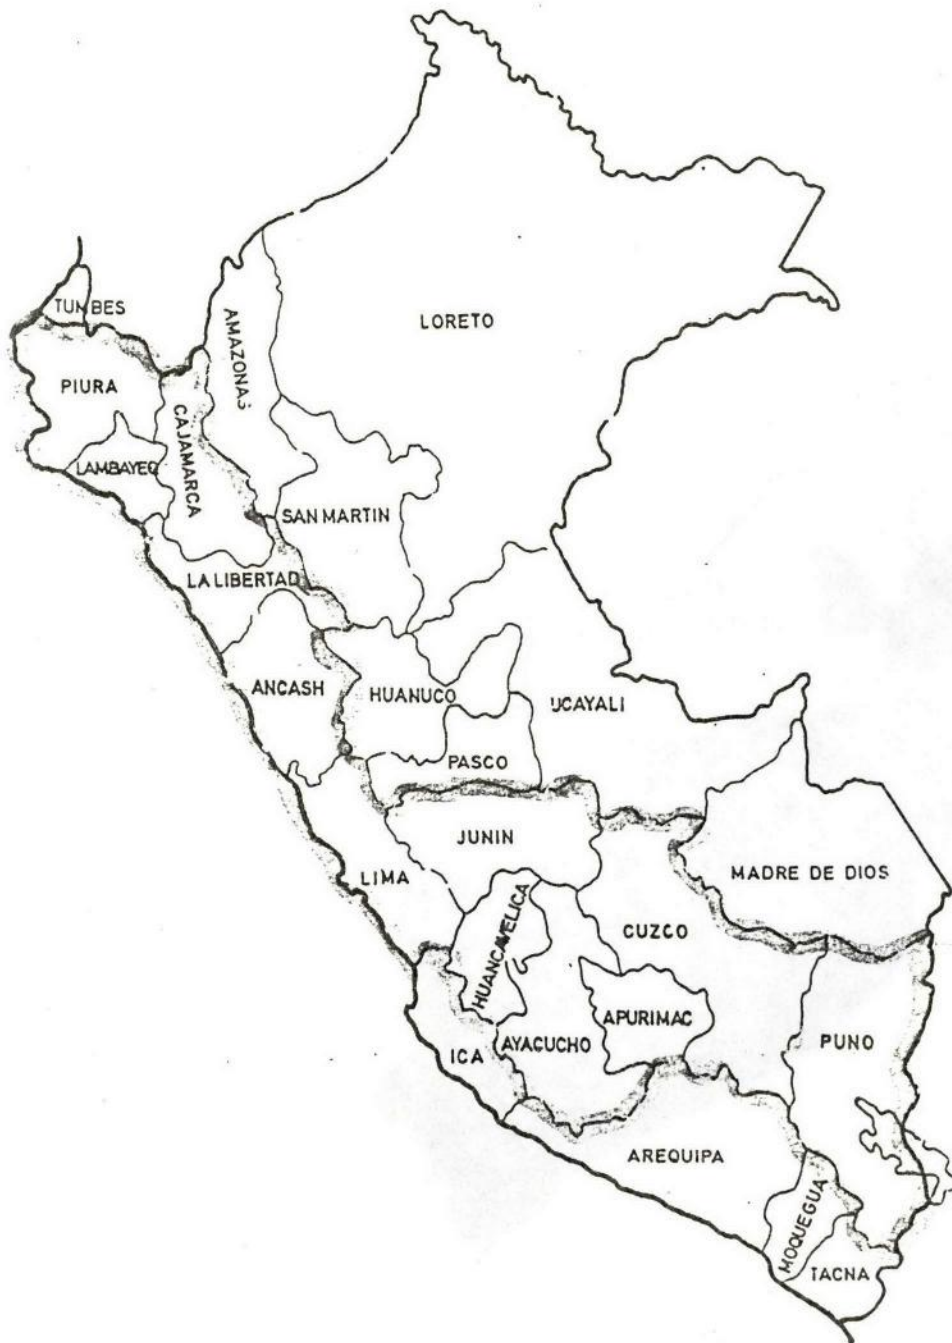 LORETO
TUMBES
AMAZONAS
PIURA
CAJAMARCA
LAMBAYEQ
SAN MARTIN
LA LIBERTAD
ANCASH
HUANUCO
UCAYALI
PASCO
JUNIN
LIMA
MADRE DE DIOS
HUANCAVELICA
CUZCO
APURIMAC
AYACUCHO
PUNO
ICA
AREQUIPA
MOQUEGUA
TACNA